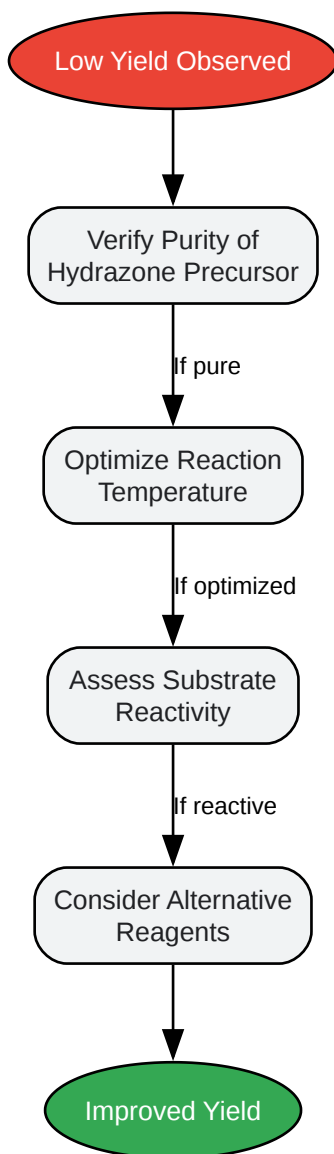 Low Yield Observed
Verify Purity of
Hydrazone Precursor
If pure
Optimize Reaction
Temperature
If optimized
Assess Substrate
Reactivity
If reactive
Consider Alternative
Reagents
Improved Yield